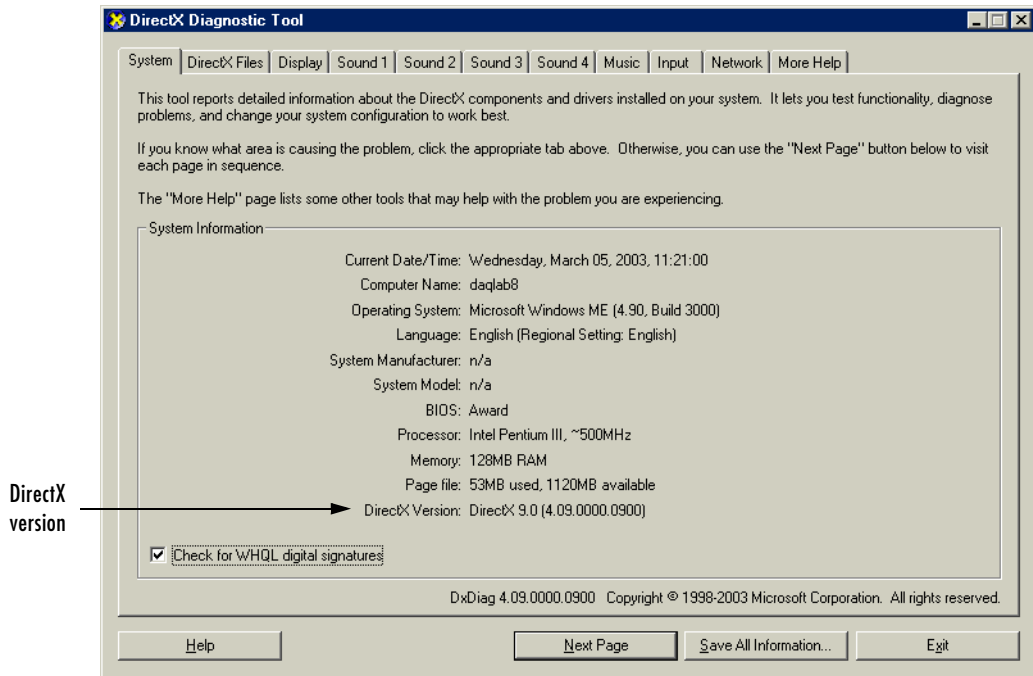 DirectX Diagnostic Tool
System DirectX Files Display Sound 1 Sound 2 Sound 3 Sound 4 Music Input Network More Help
This tool reports detailed information about the DirectX components and drivers installed on your system. It lets you test functionality, diagnose
problems, and change your system configuration to work best.
If you know what area is causing the problem, click the appropriate tab above. Otherwise, you can use the "Next Page" button below to visit
each page in sequence.
The "More Help" page lists some other tools that may help with the problem you are experiencing.
System Information
Current Date/Time: Wednesday, March 05, 2003, 11:21:00
Computer Name: daqlab8
Operating System: Microsoft Windows ME (4.90, Build 3000)
Language: English (Regional Setting: English)
System Manufacturer: n/a
System Model: n/a
BIOS: Award
Processor: Intel Pentium III, ~500MHz
Memory: 128MB RAM
Page file: 53MB used, 1120MB available
DirectX Version: DirectX 9.0 (4.09.0000.0900)
DirectX
version
Check for WHQL digital signatures
DxDiag 4.09.0000.0900 Copyright © 1998-2003 Microsoft Corporation. All rights reserved.
Help Next Page Save All Information... Exit